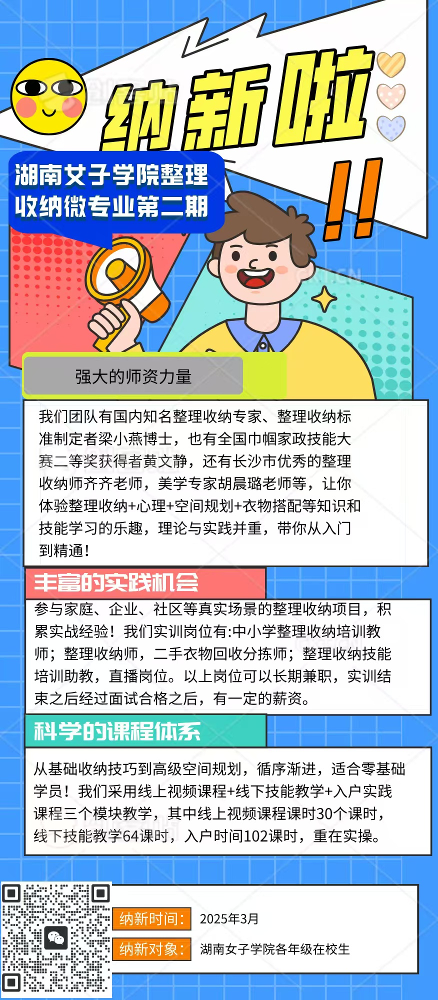 纳新啦!!
湖南女子学院整理
收纳微专业第二期
强大的师资力量
我们团队有国内知名整理收纳专家、整理收纳标
准制定者梁小燕博士，也有全国巾帼家政技能大
赛二等奖获得者黄文静，还有长沙市优秀的整理
收纳师齐齐老师，美学专家胡晨璐老师等，让你
体验整理收纳+心理+空间规划+衣物搭配等知识和
技能学习的乐趣，理论与实践并重，带你从入门
到精通！
丰富的实践机会
参与家庭、企业、社区等真实场景的整理收纳项目，积
累实战经验！我们实训岗位有:中小学整理收纳培训教
师；整理收纳师，二手衣物回收分拣师；整理收纳技能
培训助教，直播岗位。以上岗位可以长期兼职，实训结
束之后经过面试合格之后，有一定的薪资。
科学的课程体系
从基础收纳技巧到高级空间规划，循序渐进，适合零基础
学员！我们采用线上视频课程+线下技能教学+入户实践
课程三个模块教学，其中线上视频课程课时30个课时，
线下技能教学64课时，入户时间102课时，重在实操。
纳新时间： 2025年3月
纳新对象： 湖南女子学院各年级在校生